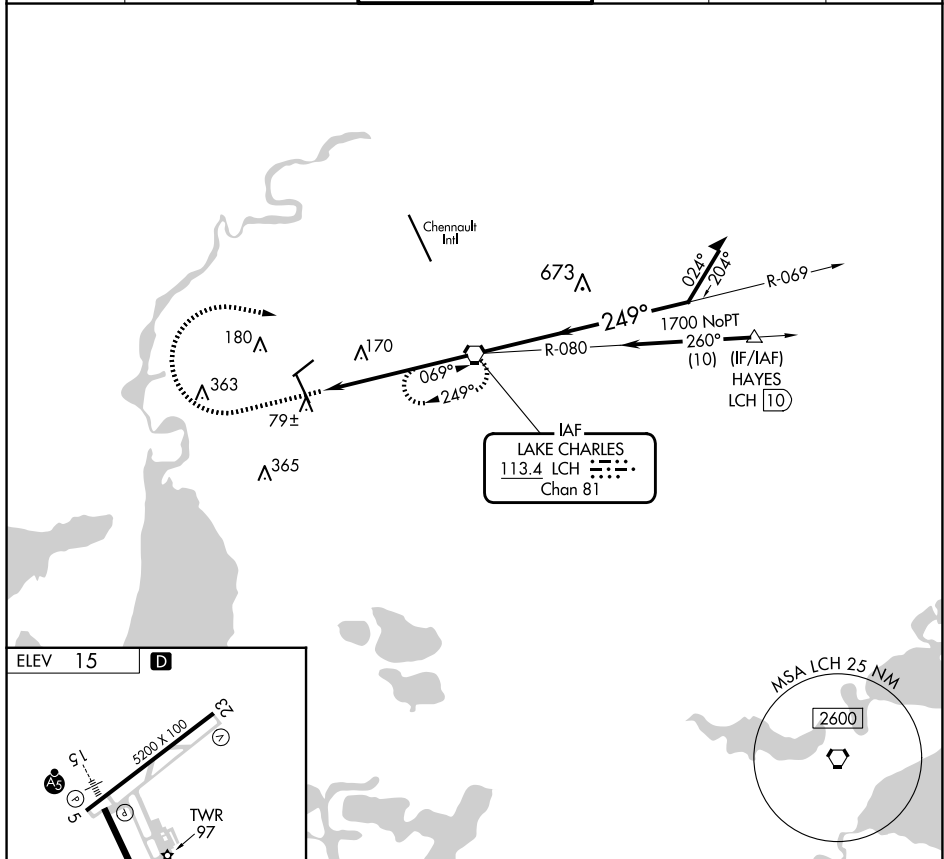 Chennault
Intl
673
024°
204°
R-069
249°
1700 NoPT
R-080
260°
(10)
(IF/IAF)
HAYES
LCH 10
180
170
069°
249°
363
79±
365
IAF
LAKE CHARLES
113.4 LCH
Chan 81
ELEV 15
D
23
5200 X 100
V
15
A5
P
5
P
TWR
97
MSA LCH 25 NM
2600